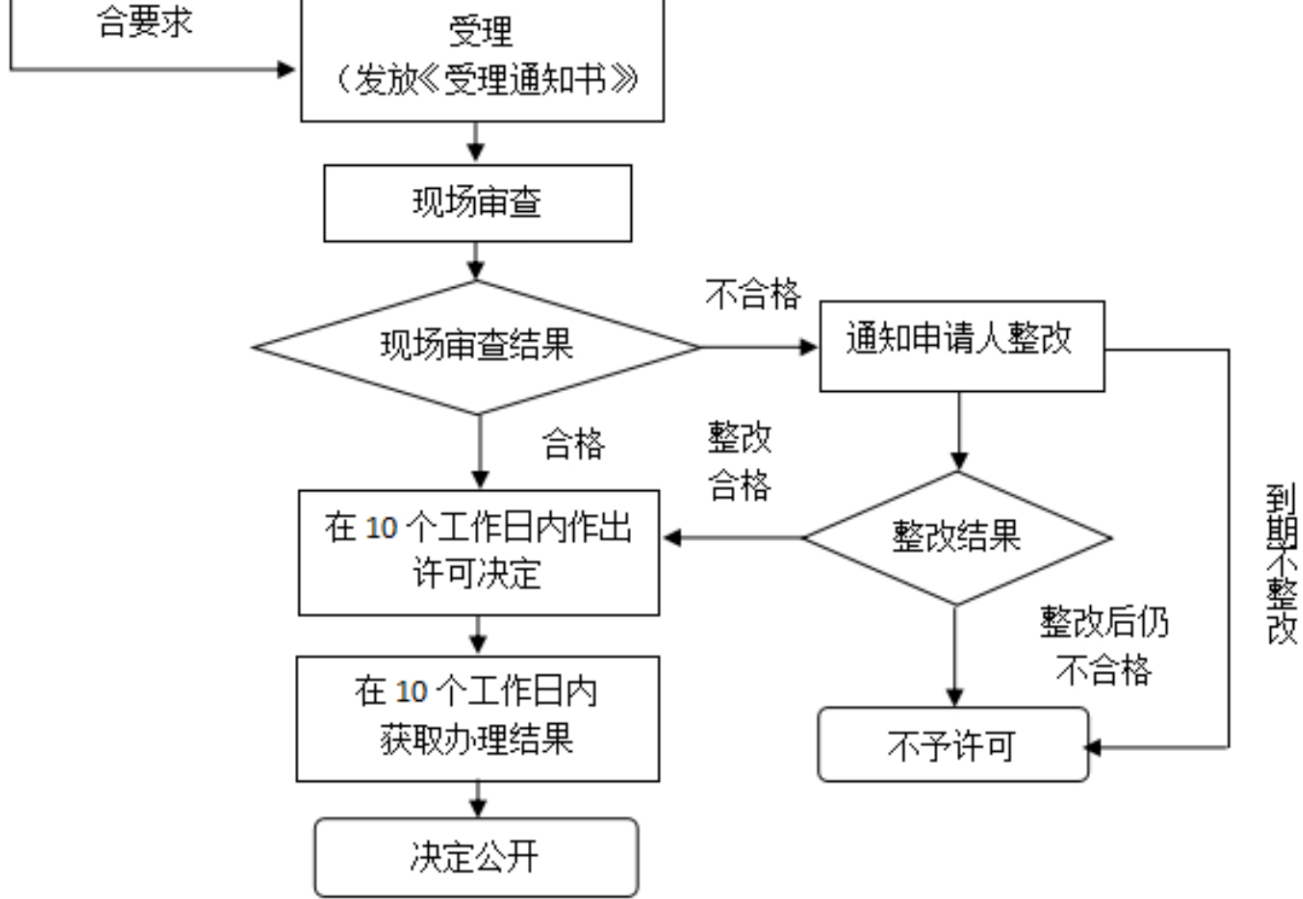 合要求
受理
（发放《受理通知书》）
现场审查
不合格
现场审查结果
通知申请人整改
合格
整改
合格
在 10 个工作日内作出
许可决定
整改结果
到期不整改
整改后仍
不合格
在 10 个工作日内
获取办理结果
不予许可
决定公开